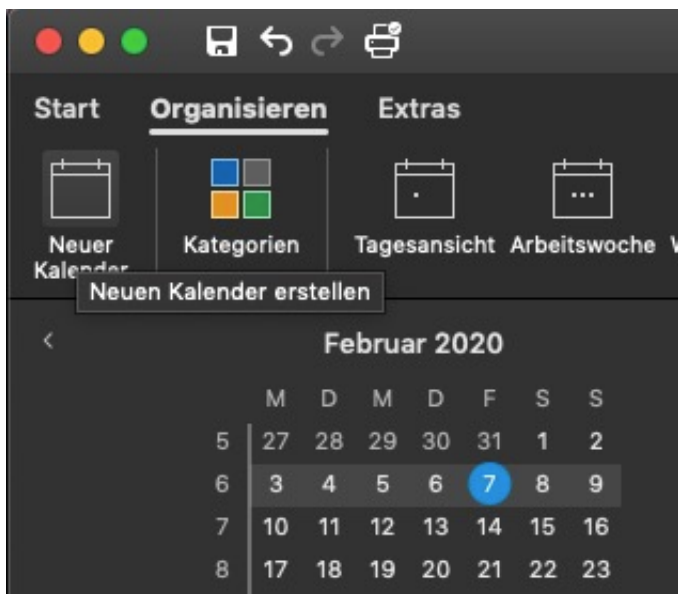 Start Organisieren Extras
Neuer Kategorien Tagesansicht Arbeitswoche
Kalender
Neuen Kalender erstellen
Februar 2020
M D M D F S S
5 27 28 29 30 31 1 2
6 3 4 5 6 7 8 9
7 10 11 12 13 14 15 16
8 17 18 19 20 21 22 23